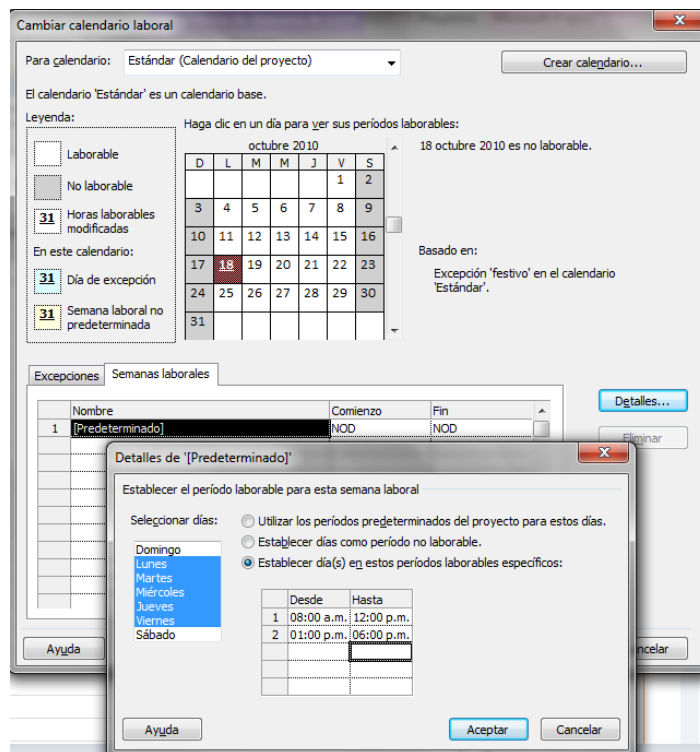 Cambiar calendario laboral
Para calendario: Estándar (Calendario del proyecto)
Crear calendario...
El calendario 'Estándar' es un calendario base.
Leyenda:
Laborable
No laborable
31 Horas laborables
modificadas
En este calendario:
31 Día de excepción
31 Semana laboral no
predeterminada
Haga clic en un día para ver sus períodos laborables:
octubre 2010
D L M M J V S
1 2
3 4 5 6 7 8 9
10 11 12 13 14 15 16
17 18 19 20 21 22 23
24 25 26 27 28 29 30
31
18 octubre 2010 es no laborable.
Basado en:
Excepción 'festivo' en el calendario
'Estándar'.
Excepciones Semanas laborales
Nombre Comienzo Fin
1 [Predeterminado] NOD NOD
Detalles...
Eliminar
Ayuda
ncelar
Detalles de '[Predeterminado]'
Establecer el período laborable para esta semana laboral
Seleccionar días:
Domingo
Lunes
Martes
Miércoles
Jueves
Viernes
Sábado
Utilizar los períodos predeterminados del proyecto para estos días.
Establecer días como período no laborable.
Establecer día(s) en estos períodos laborables específicos:
Desde Hasta
1 08:00 a.m. 12:00 p.m.
2 01:00 p.m. 06:00 p.m.
Ayuda
Aceptar
Cancelar